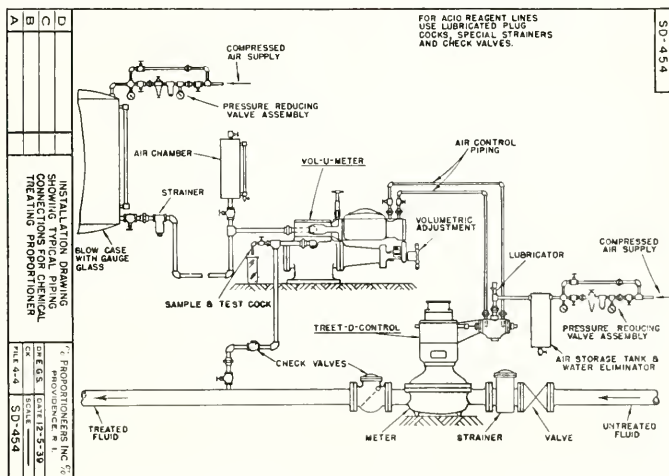 FOR ACID REAGENT LINES
USE LUBRICATED PLUG
COCKS, SPECIAL STRAINERS
AND CHECK VALVES.
SD-454
COMPRESSED
AIR SUPPLY
PRESSURE REDUCING
VALVE ASSEMBLY
AIR CHAMBER
VOL-U-METER
AIR CONTROL
PIPING
STRAINER
VOLUMETRIC
ADJUSTMENT
LUBRICATOR
COMPRESSED
AIR SUPPLY
BLOW CASE
WITH GAUGE
GLASS
SAMPLE & TEST COCK
TREET-O-CONTROL
PRESSURE REDUCING
VALVE ASSEMBLY
AIR STORAGE TANK &
WATER ELIMINATOR
CHECK VALVES
TREATED
FLUID
METER
STRAINER
VALVE
UNTREATED
FLUID
D
C
B
A
INSTALLATION DRAWING
SHOWING TYPICAL PIPING
CONNECTIONS FOR CHEMICAL
TREATING PROPORTIONER
% PROPORTIONEERS INC %
PROVIDENCE, R. I.
DR E.G.S. DATE 12-5-39
CK SCALE
FILE 4-4 SD-454